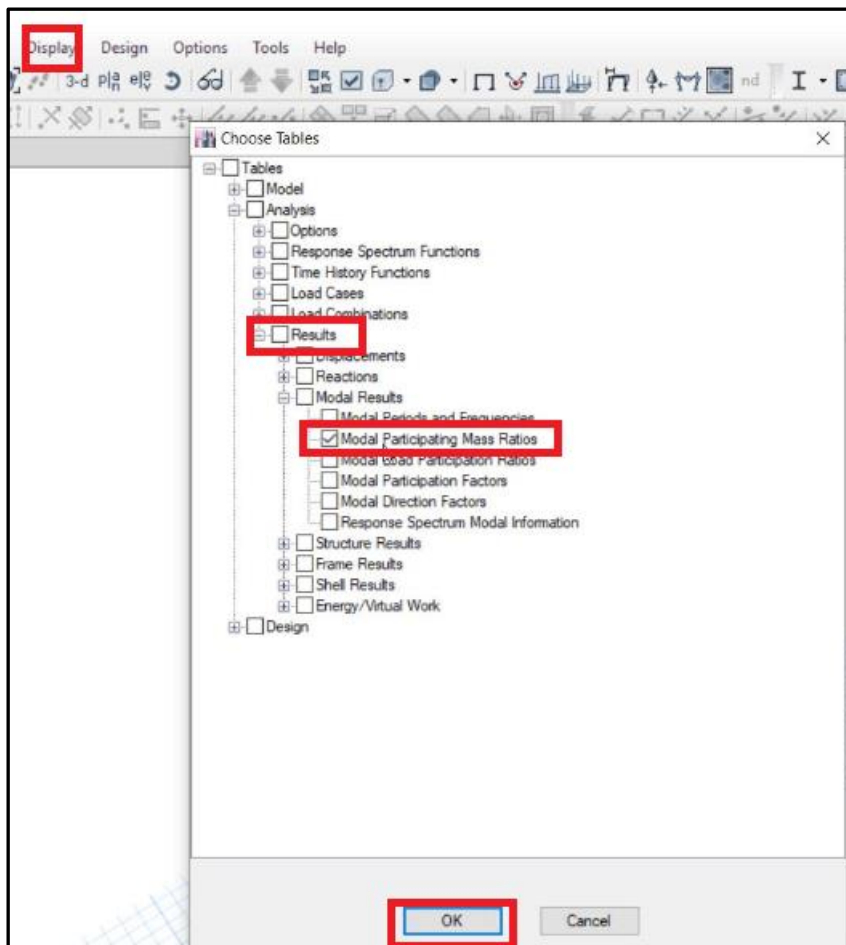 Display Design Options Tools Help
3-d pla ele nd I
Choose Tables
Tables
Model
Analysis
Options
Response Spectrum Functions
Time History Functions
Load Cases
Load Combinations
Results
Displacements
Reactions
Modal Results
Modal Periods and Frequencies
Modal Participating Mass Ratios
Modal Load Participation Ratios
Modal Participation Factors
Modal Direction Factors
Response Spectrum Modal Information
Structure Results
Frame Results
Shell Results
Energy/Virtual Work
Design
OK Cancel